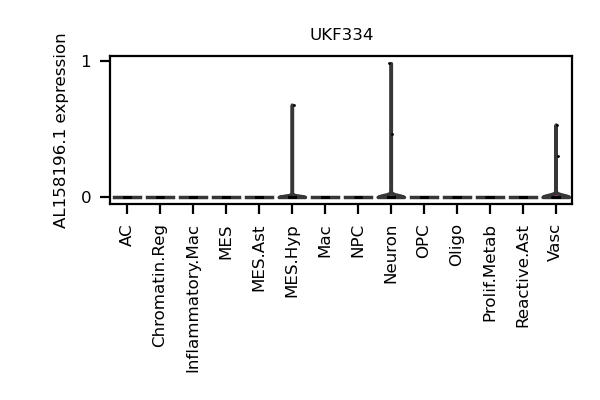 UKF334
AL158196.1 expression
1
0
AC
Chromatin.Reg
Inflammatory.Mac
MES
MES.Ast
MES.Hyp
Mac
NPC
Neuron
OPC
Oligo
Prolif.Metab
Reactive.Ast
Vasc